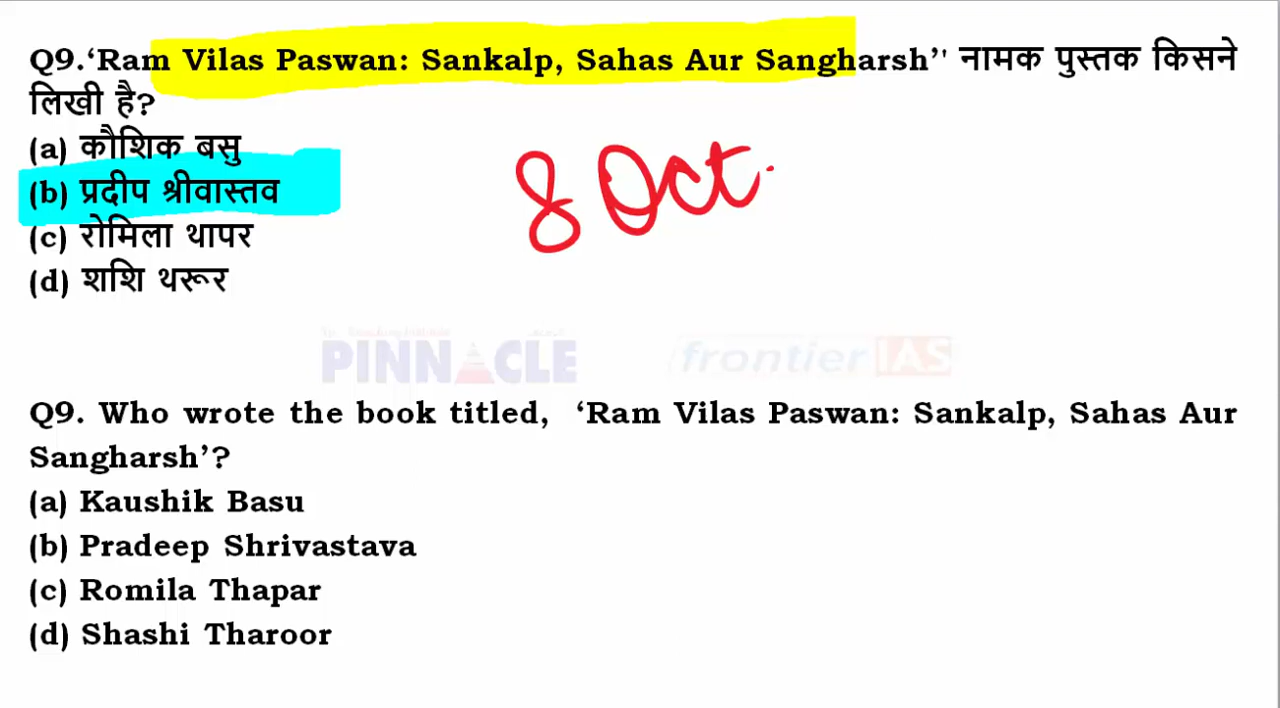 Q9.‘Ram Vilas Paswan: Sankalp, Sahas Aur Sangharsh’' नामक पुस्तक किसने
लिखी है?
(a) कौशिक बसु
(b) प्रदीप श्रीवास्तव
(c) रोमिला थापर
(d) शशि थरूर
8 Oct.
PINNACLE frontier IAS
Q9. Who wrote the book titled, ‘Ram Vilas Paswan: Sankalp, Sahas Aur
Sangharsh’?
(a) Kaushik Basu
(b) Pradeep Shrivastava
(c) Romila Thapar
(d) Shashi Tharoor